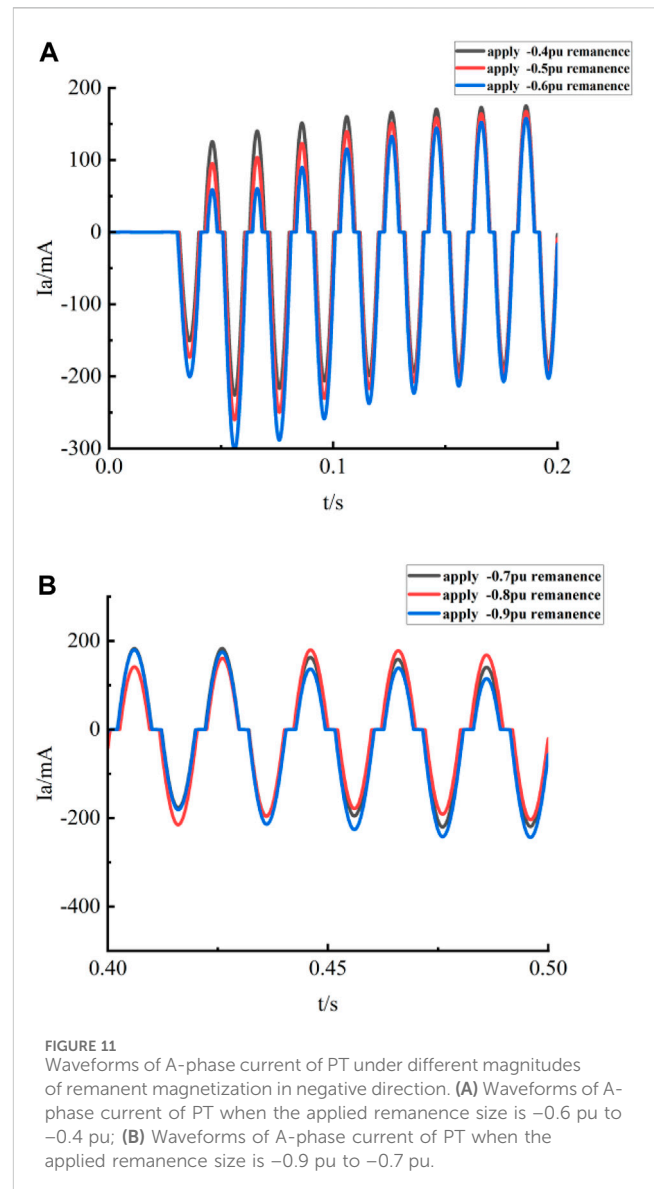 A
apply -0.4pu remanence
apply -0.5pu remanence
apply -0.6pu remanence
200
100
0
-100
-200
-300
Ia/mA
0.0
0.1
0.2
t/s
B
apply -0.7pu remanence
apply -0.8pu remanence
apply -0.9pu remanence
200
0
-200
-400
Ia/mA
0.40
0.45
0.50
t/s
FIGURE 11
Waveforms of A-phase current of PT under different magnitudes
of remanent magnetization in negative direction. (A) Waveforms of A-
phase current of PT when the applied remanence size is −0.6 pu to
−0.4 pu; (B) Waveforms of A-phase current of PT when the
applied remanence size is −0.9 pu to −0.7 pu.